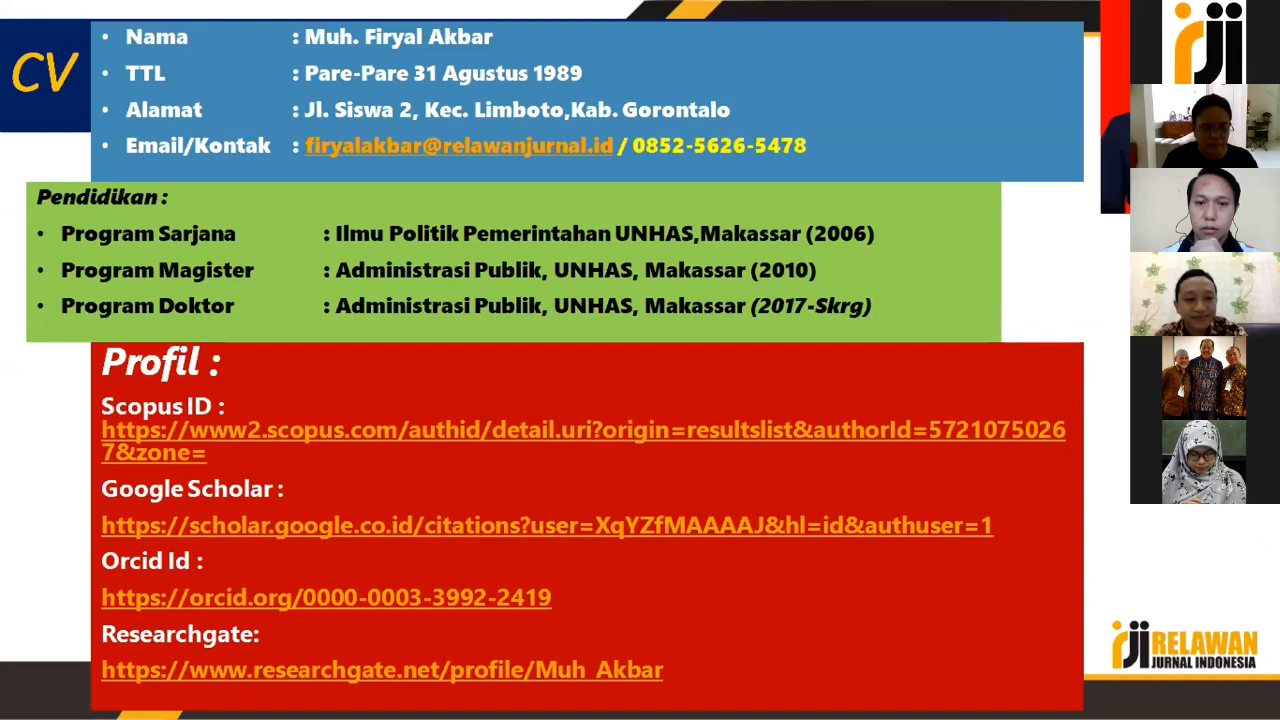 CV
• Nama : Muh. Firyal Akbar
• TTL : Pare-Pare 31 Agustus 1989
• Alamat : Jl. Siswa 2, Kec. Limboto,Kab. Gorontalo
• Email/Kontak : firyalakbar@relawanjurnal.id / 0852-5626-5478
Pendidikan :
• Program Sarjana : Ilmu Politik Pemerintahan UNHAS,Makassar (2006)
• Program Magister : Administrasi Publik, UNHAS, Makassar (2010)
• Program Doktor : Administrasi Publik, UNHAS, Makassar (2017-Skrg)
Profil :
Scopus ID :
https://www2.scopus.com/authid/detail.uri?origin=resultslist&authorId=5721075026
7&zone=
Google Scholar :
https://scholar.google.co.id/citations?user=XqYZfMAAAAJ&hl=id&authuser=1
Orcid Id :
https://orcid.org/0000-0003-3992-2419
Researchgate:
https://www.researchgate.net/profile/Muh_Akbar
rji
rji RELAWAN
JURNAL INDONESIA